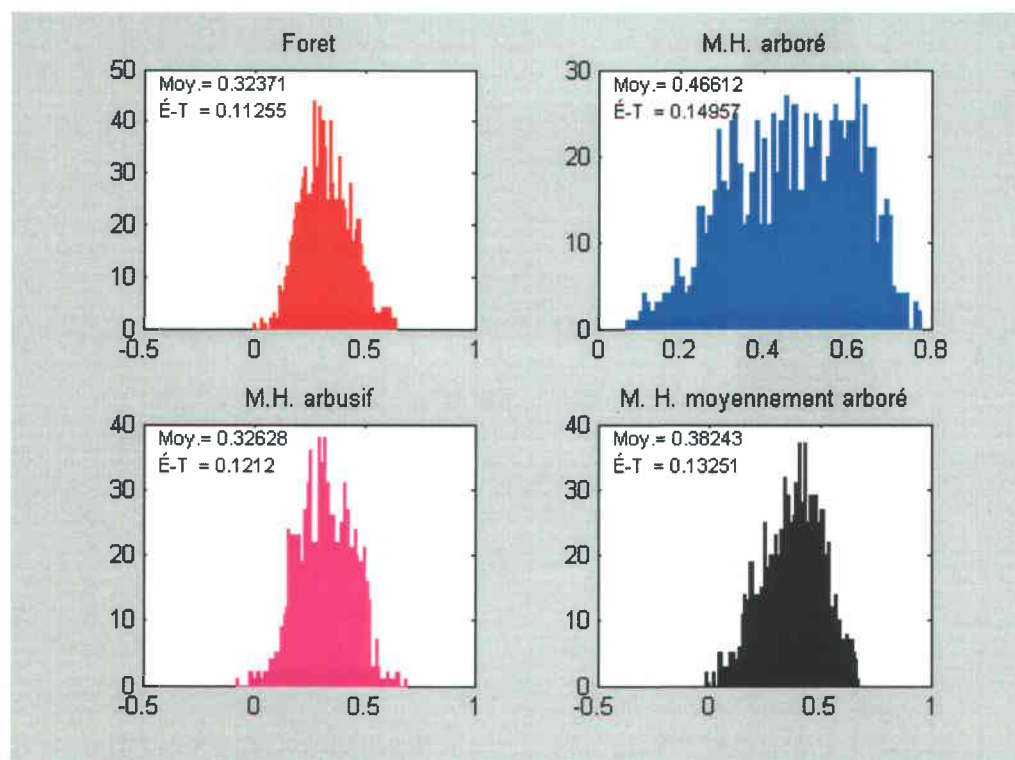 Foret
Moy.= 0.32371
É-T = 0.11255
50
40
30
20
10
0
-0.5 0 0.5 1
M.H. arboré
Moy.= 0.46612
É-T = 0.14957
30
20
10
0
0 0.2 0.4 0.6 0.8
M.H. arbusif
Moy.= 0.32628
É-T = 0.1212
40
30
20
10
0
-0.5 0 0.5 1
M. H. moyennement arboré
Moy.= 0.38243
É-T = 0.13251
40
30
20
10
0
-0.5 0 0.5 1